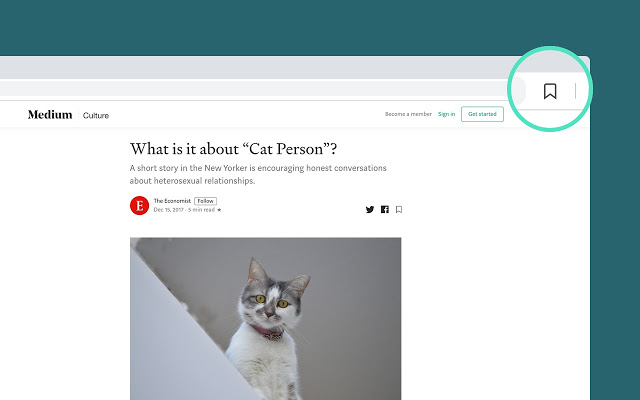 Medium Culture
Become a member Sign in Get started
What is it about “Cat Person”?
A short story in the New Yorker is encouraging honest conversations
about heterosexual relationships.
E
The Economist Follow
Dec 15, 2017 · 5 min read ★